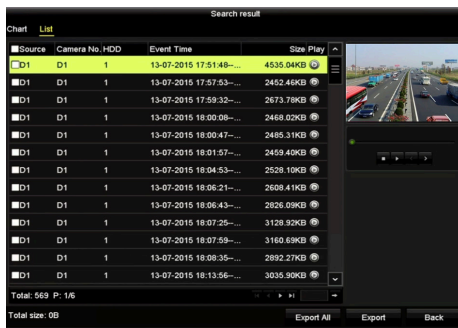 Search result
Chart List
Source Camera No. HDD Event Time Size Play
D1 D1 1 13-07-2015 17:51:48--... 4535.04KB
D1 D1 1 13-07-2015 17:57:53--... 2452.46KB
D1 D1 1 13-07-2015 17:59:32--... 2673.78KB
D1 D1 1 13-07-2015 18:00:08--... 2468.02KB
D1 D1 1 13-07-2015 18:00:47--... 2485.31KB
D1 D1 1 13-07-2015 18:01:57--... 2459.40KB
D1 D1 1 13-07-2015 18:04:53--... 2528.10KB
D1 D1 1 13-07-2015 18:06:21--... 2608.41KB
D1 D1 1 13-07-2015 18:06:43--... 2826.09KB
D1 D1 1 13-07-2015 18:07:25--... 3128.92KB
D1 D1 1 13-07-2015 18:07:59--... 3160.69KB
D1 D1 1 13-07-2015 18:08:35--... 2892.27KB
D1 D1 1 13-07-2015 18:13:56--... 3035.90KB
Total: 569 P: 1/6
Total size: 0B Export All Export Back